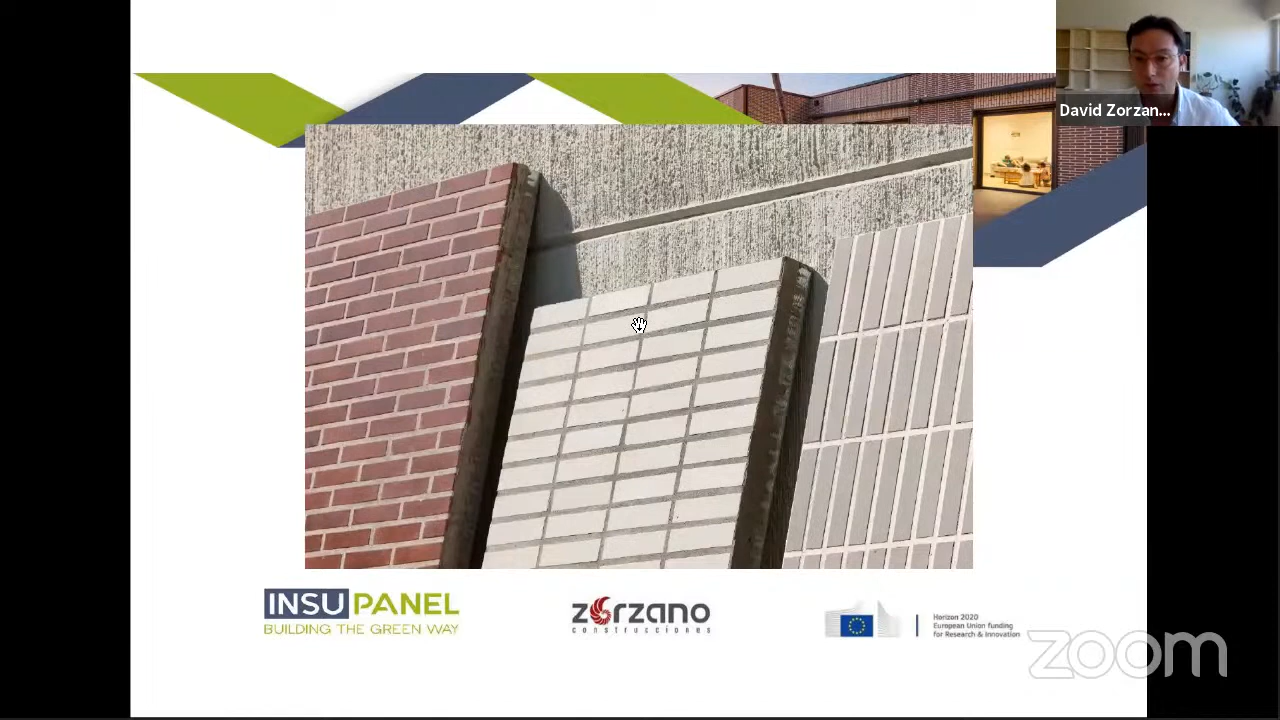 David Zorzan...
INSUPANEL
BUILDING THE GREEN WAY
zorzano
construcciones
Horizon 2020
European Union funding
for Research & Innovation
zoom